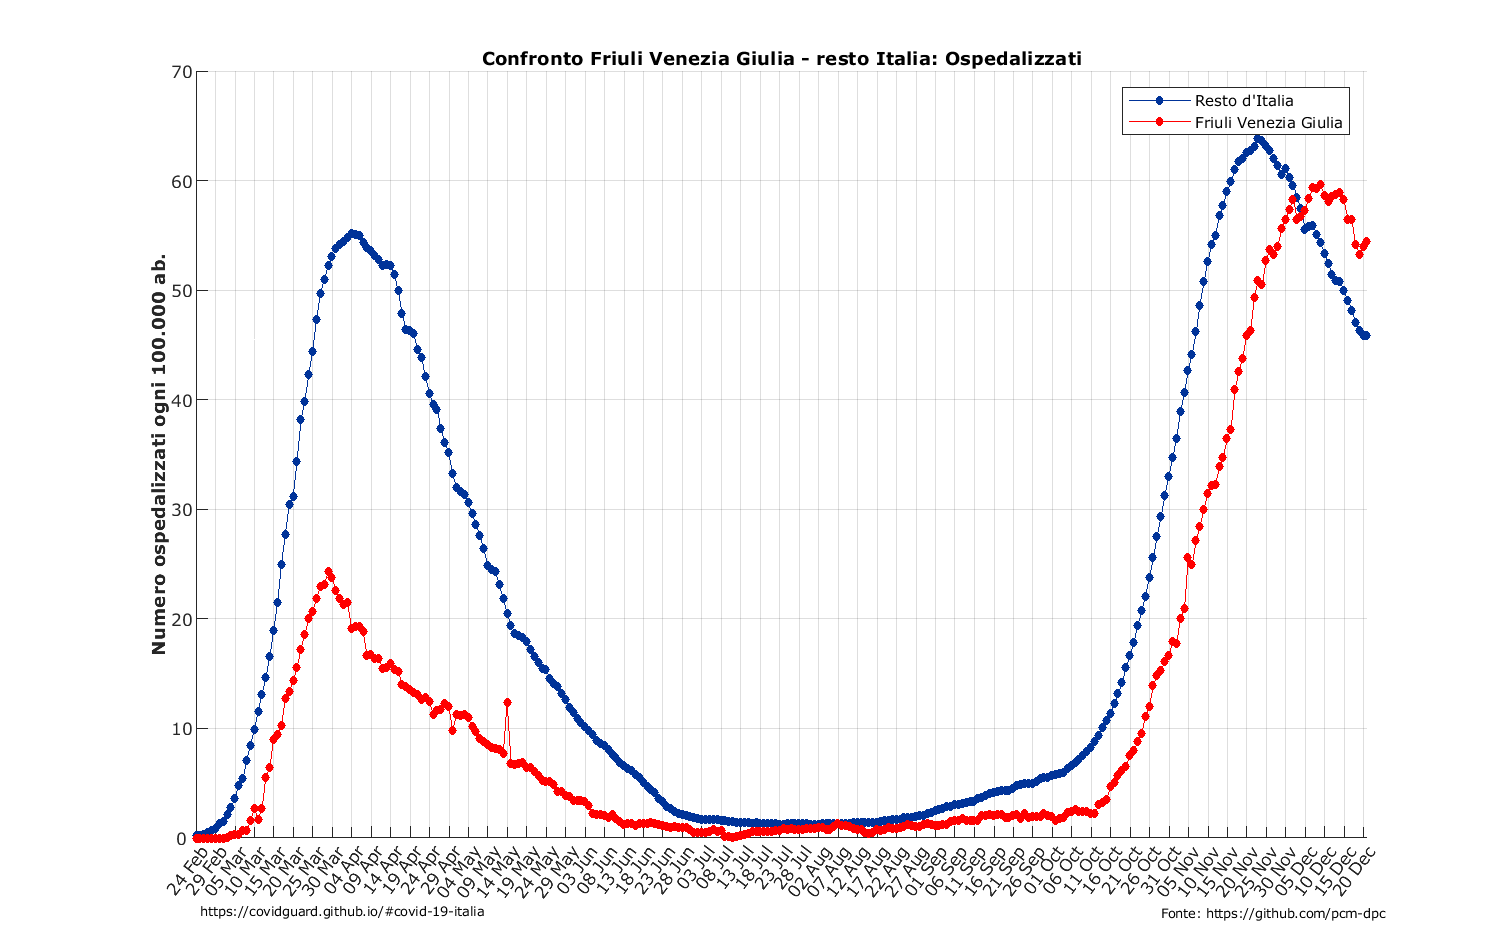 Confronto Friuli Venezia Giulia - resto Italia: Ospedalizzati
Resto d'Italia
Friuli Venezia Giulia
Numero ospedalizzati ogni 100.000 ab.
70
60
50
40
30
20
10
0
24 Feb
29 Feb
05 Mar
10 Mar
15 Mar
20 Mar
25 Mar
30 Mar
04 Apr
09 Apr
14 Apr
19 Apr
24 Apr
29 Apr
04 May
09 May
14 May
19 May
24 May
29 May
03 Jun
08 Jun
13 Jun
18 Jun
23 Jun
28 Jun
03 Jul
08 Jul
13 Jul
18 Jul
23 Jul
28 Jul
02 Aug
07 Aug
12 Aug
17 Aug
22 Aug
27 Aug
01 Sep
06 Sep
11 Sep
16 Sep
21 Sep
26 Sep
01 Oct
06 Oct
11 Oct
16 Oct
21 Oct
26 Oct
31 Oct
05 Nov
10 Nov
15 Nov
20 Nov
25 Nov
30 Nov
05 Dec
10 Dec
15 Dec
20 Dec
https://covidguard.github.io/#covid-19-italia
Fonte: https://github.com/pcm-dpc